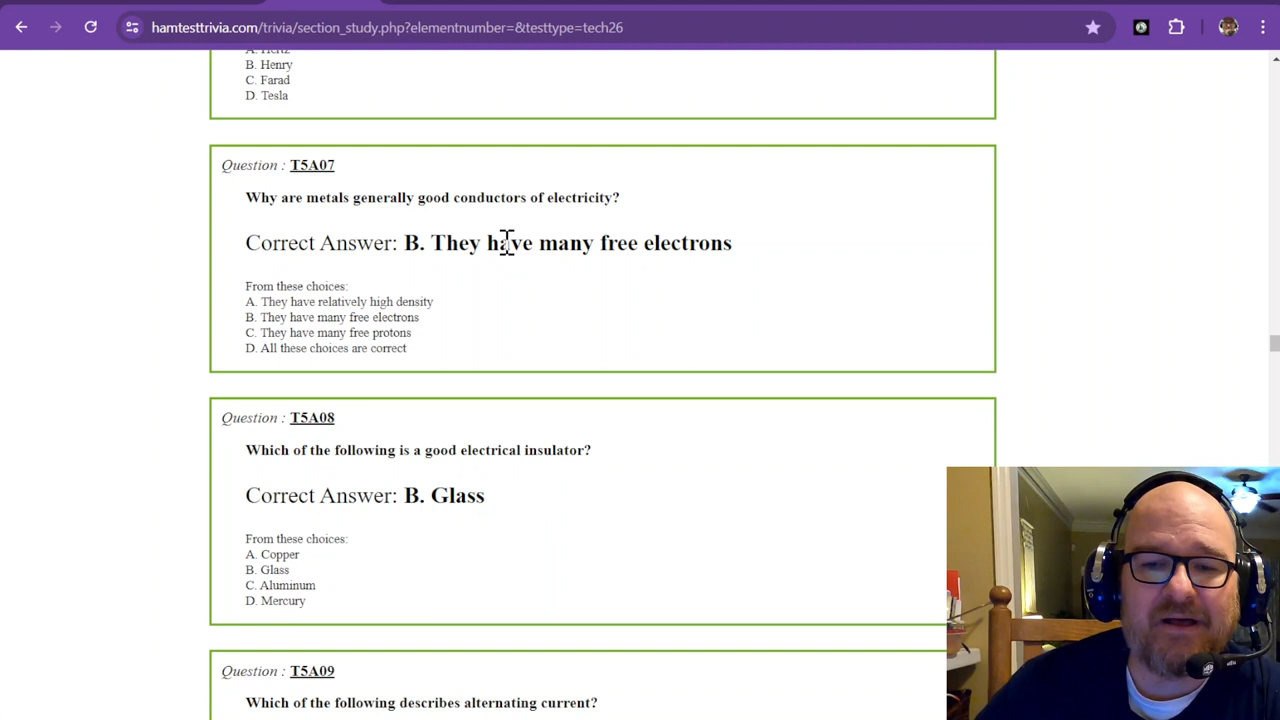 hamtesttrivia.com/trivia/section_study.php?elementnumber=&testtype=tech26
A. Hertz
B. Henry
C. Farad
D. Tesla
Question : T5A07
Why are metals generally good conductors of electricity?
Correct Answer: B. They have many free electrons
From these choices:
A. They have relatively high density
B. They have many free electrons
C. They have many free protons
D. All these choices are correct
Question : T5A08
Which of the following is a good electrical insulator?
Correct Answer: B. Glass
From these choices:
A. Copper
B. Glass
C. Aluminum
D. Mercury
Question : T5A09
Which of the following describes alternating current?